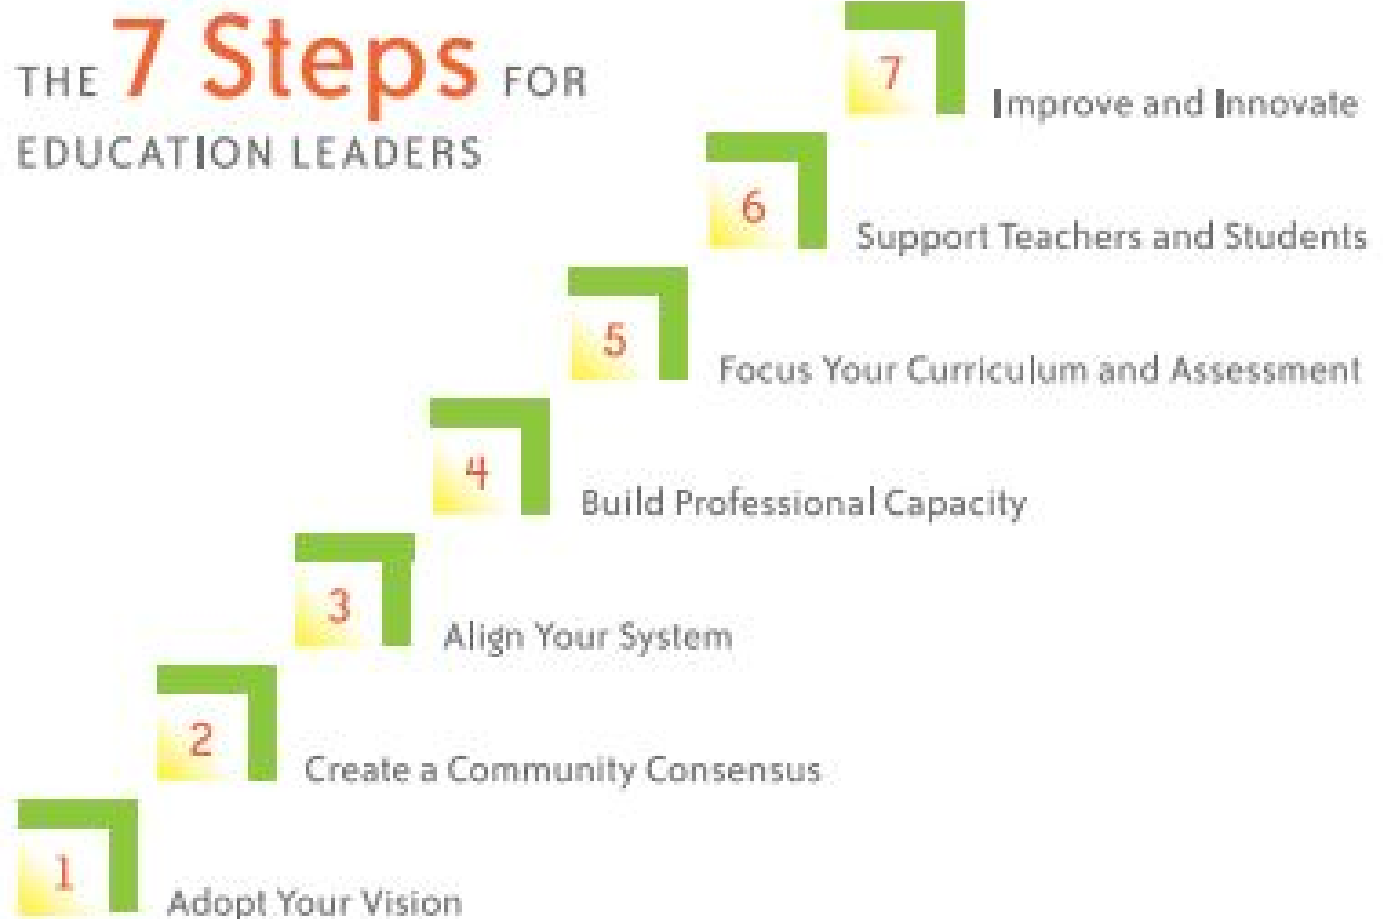 THE 7 Steps FOR
EDUCATION LEADERS
7 Improve and Innovate
6 Support Teachers and Students
5 Focus Your Curriculum and Assessment
4 Build Professional Capacity
3 Align Your System
2 Create a Community Consensus
1 Adopt Your Vision